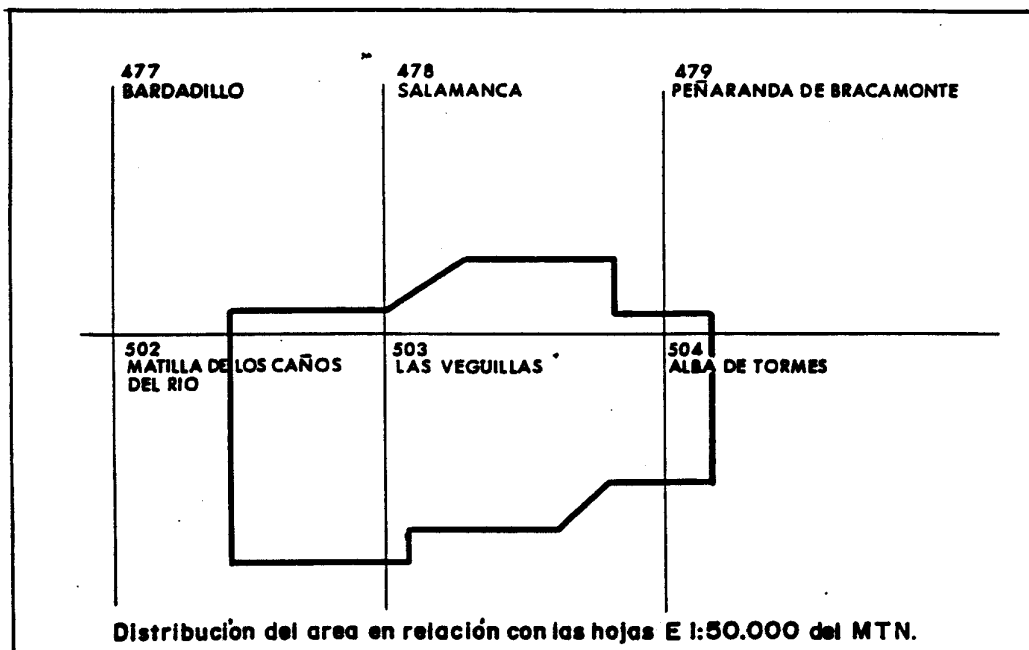 477
BARDADILLO
478
SALAMANCA
479
PEÑARANDA DE BRACAMONTE
502
MATILLA DE LOS CAÑOS
DEL RIO
503
LAS VEGUILLAS
504
ALBA DE TORMES
Distribución del area en relación con las hojas E 1:50.000 del MTN.